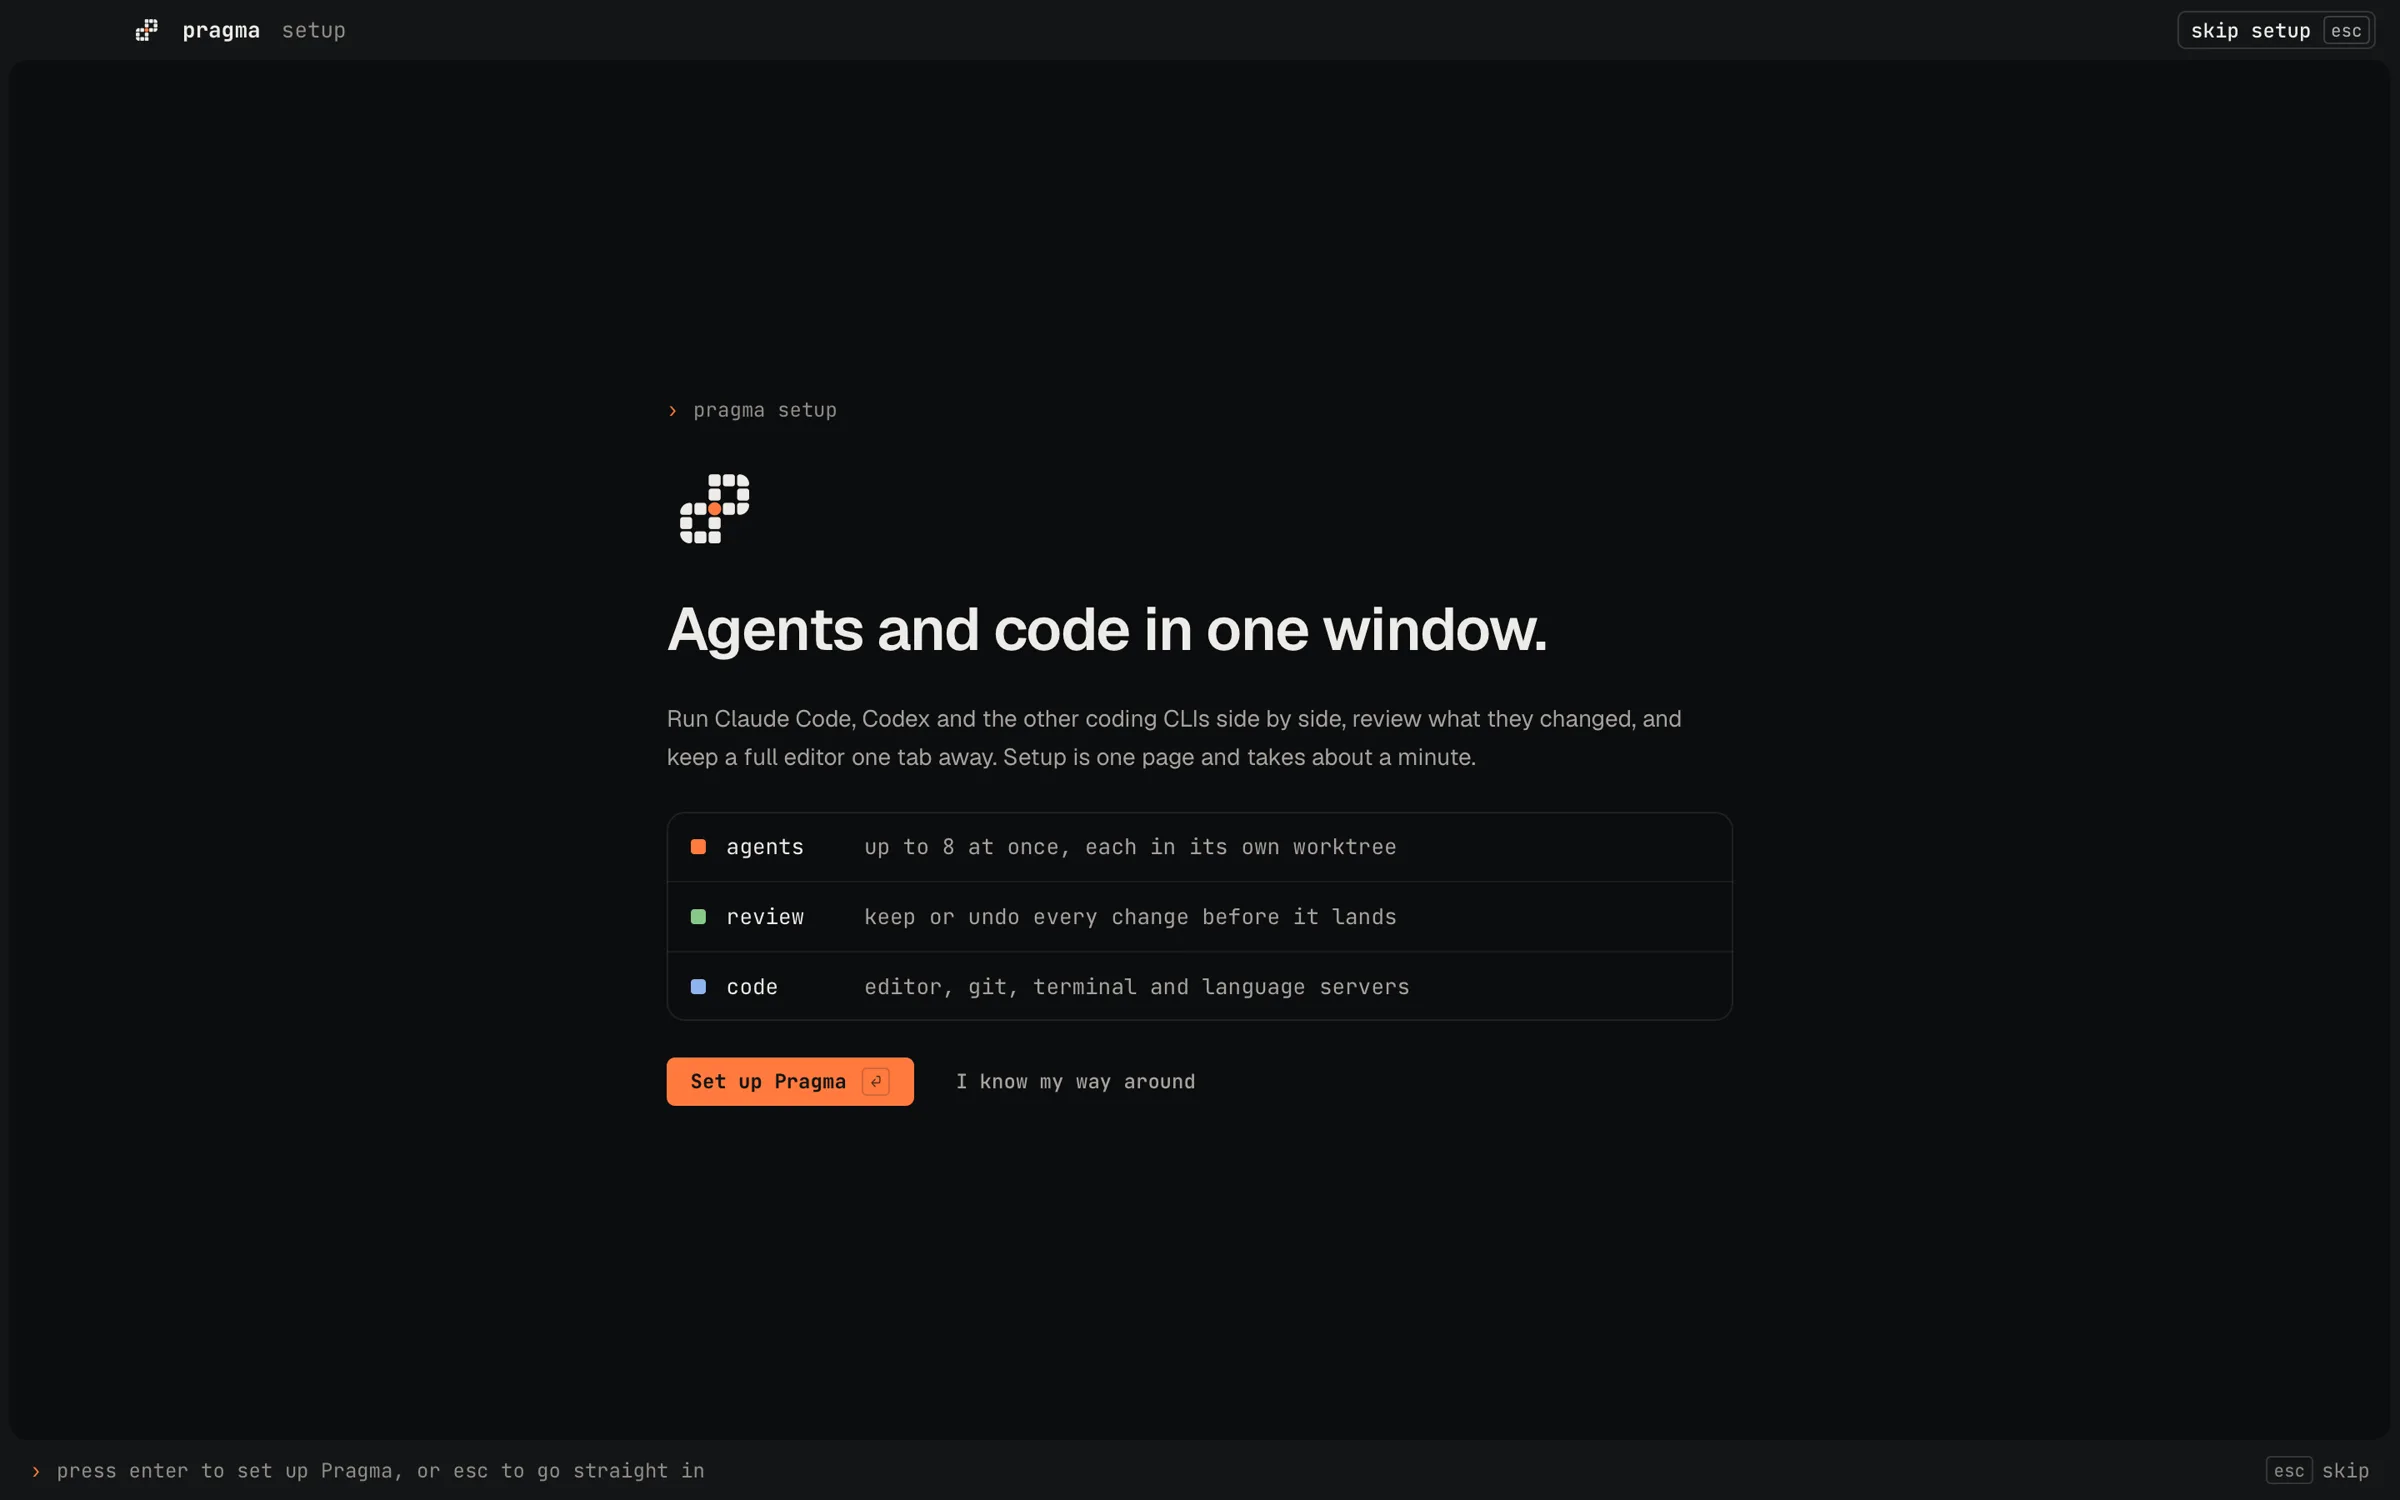 pragma setup
skip setup esc
› pragma setup
Agents and code in one window.
Run Claude Code, Codex and the other coding CLIs side by side, review what they changed, and
keep a full editor one tab away. Setup is one page and takes about a minute.
agents up to 8 at once, each in its own worktree
review keep or undo every change before it lands
code editor, git, terminal and language servers
Set up Pragma ⏎
I know my way around
› press enter to set up Pragma, or esc to go straight in
esc skip